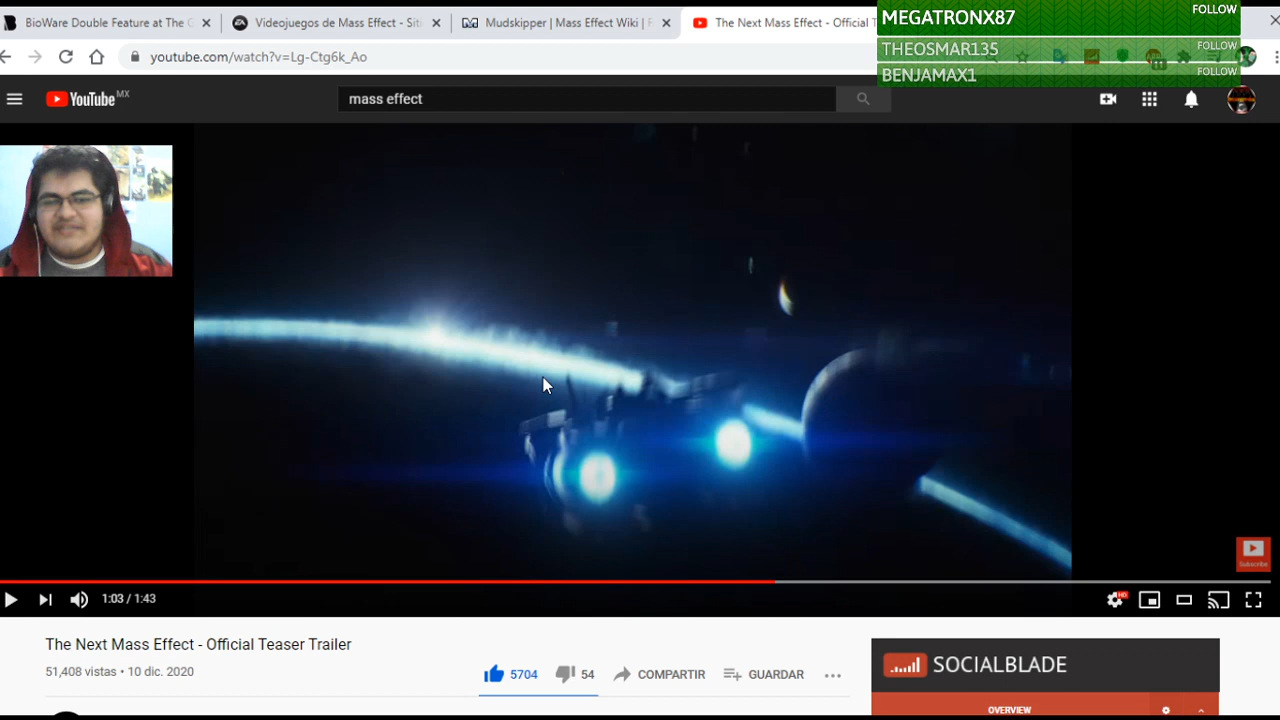 BioWare Double Feature at The G
Videojuegos de Mass Effect - Siti
Mudskipper | Mass Effect Wiki | F
The Next Mass Effect - Official T
MEGATRONX87 FOLLOW
THEOSMAR135 FOLLOW
BENJAMAX1 FOLLOW
youtube.com/watch?v=Lg-Ctg6k_Ao
11
YouTube MX
mass effect
Subscribe
1:03 / 1:43
HD
The Next Mass Effect - Official Teaser Trailer
51,408 vistas • 10 dic. 2020
5704
54
COMPARTIR
GUARDAR
SOCIALBLADE
OVERVIEW